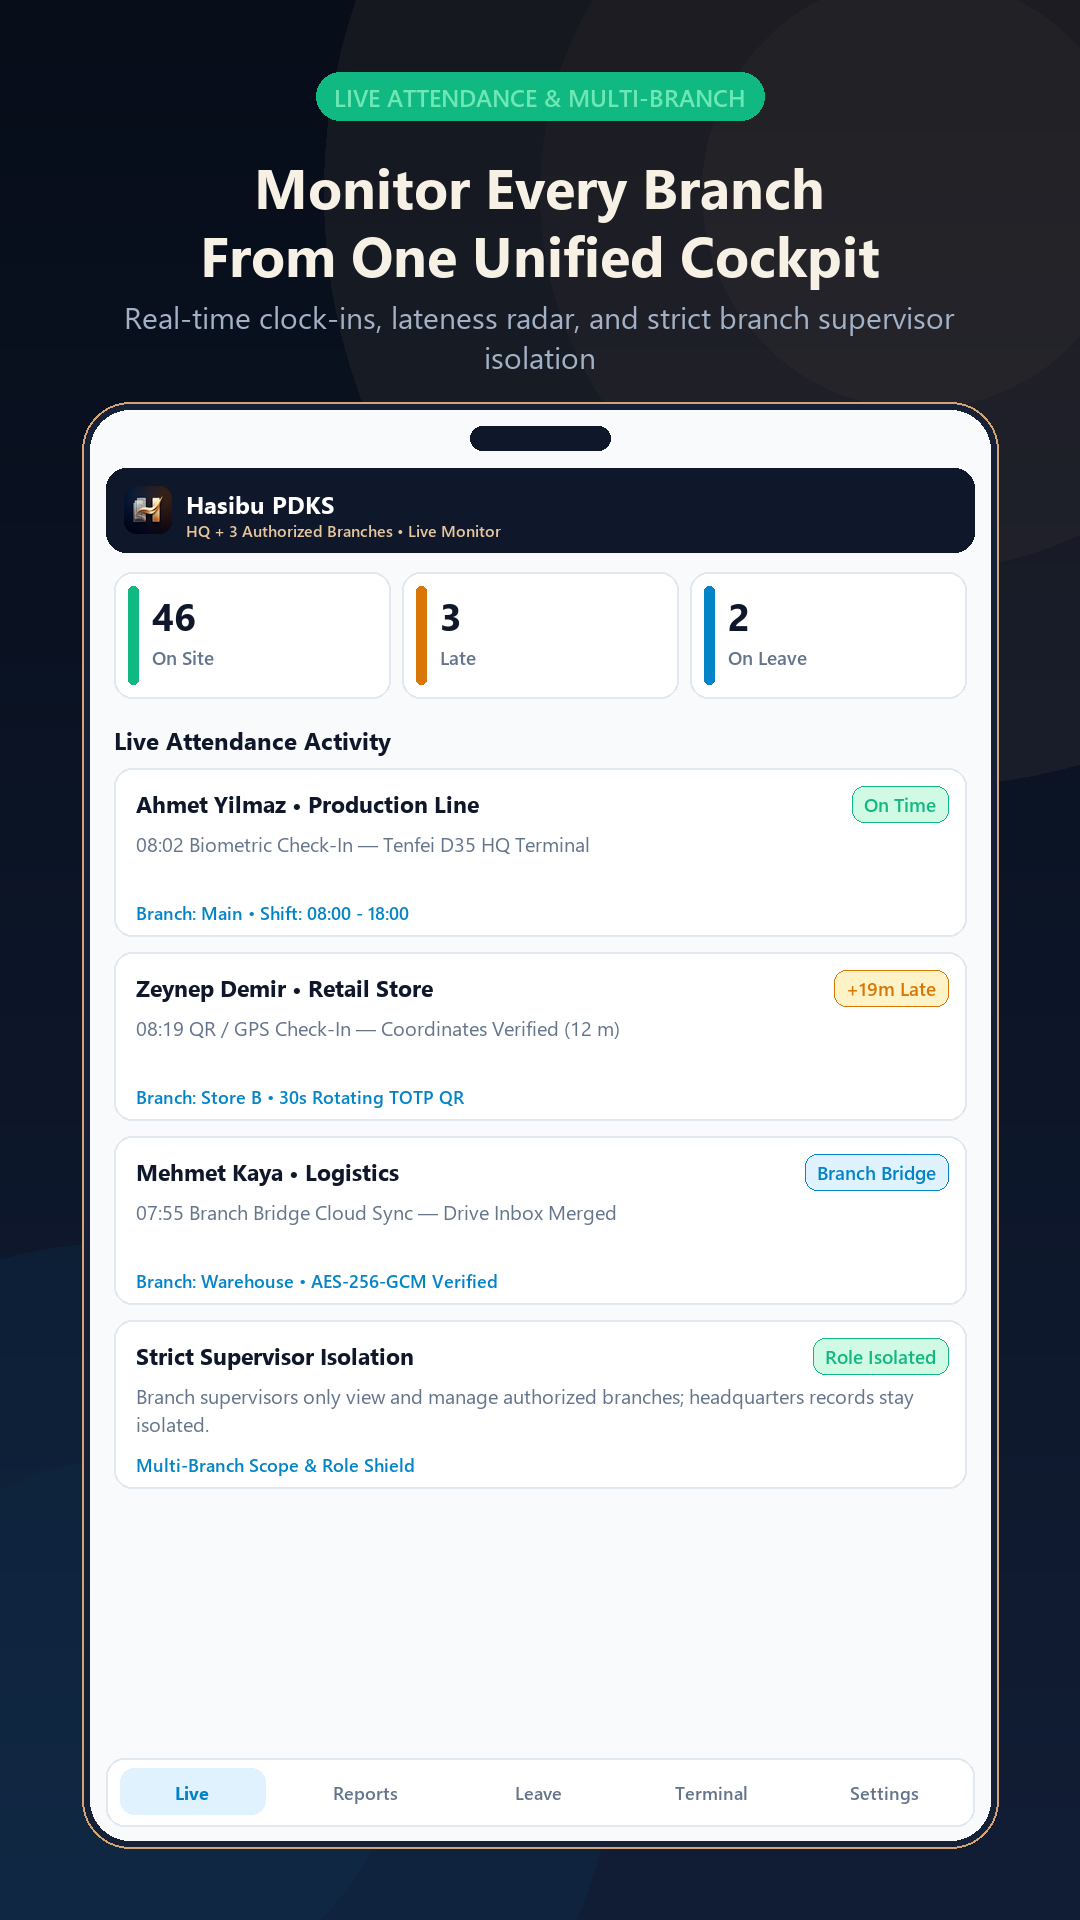 LIVE ATTENDANCE & MULTI-BRANCH
Monitor Every Branch
From One Unified Cockpit
Real-time clock-ins, lateness radar, and strict branch supervisor
isolation
Hasibu PDKS
HQ + 3 Authorized Branches • Live Monitor
46
On Site
3
Late
2
On Leave
Live Attendance Activity
Ahmet Yilmaz • Production Line
On Time
08:02 Biometric Check-In — Tenfei D35 HQ Terminal
Branch: Main • Shift: 08:00 - 18:00
Zeynep Demir • Retail Store
+19m Late
08:19 QR / GPS Check-In — Coordinates Verified (12 m)
Branch: Store B • 30s Rotating TOTP QR
Mehmet Kaya • Logistics
Branch Bridge
07:55 Branch Bridge Cloud Sync — Drive Inbox Merged
Branch: Warehouse • AES-256-GCM Verified
Strict Supervisor Isolation
Role Isolated
Branch supervisors only view and manage authorized branches; headquarters records stay
isolated.
Multi-Branch Scope & Role Shield
Live
Reports
Leave
Terminal
Settings